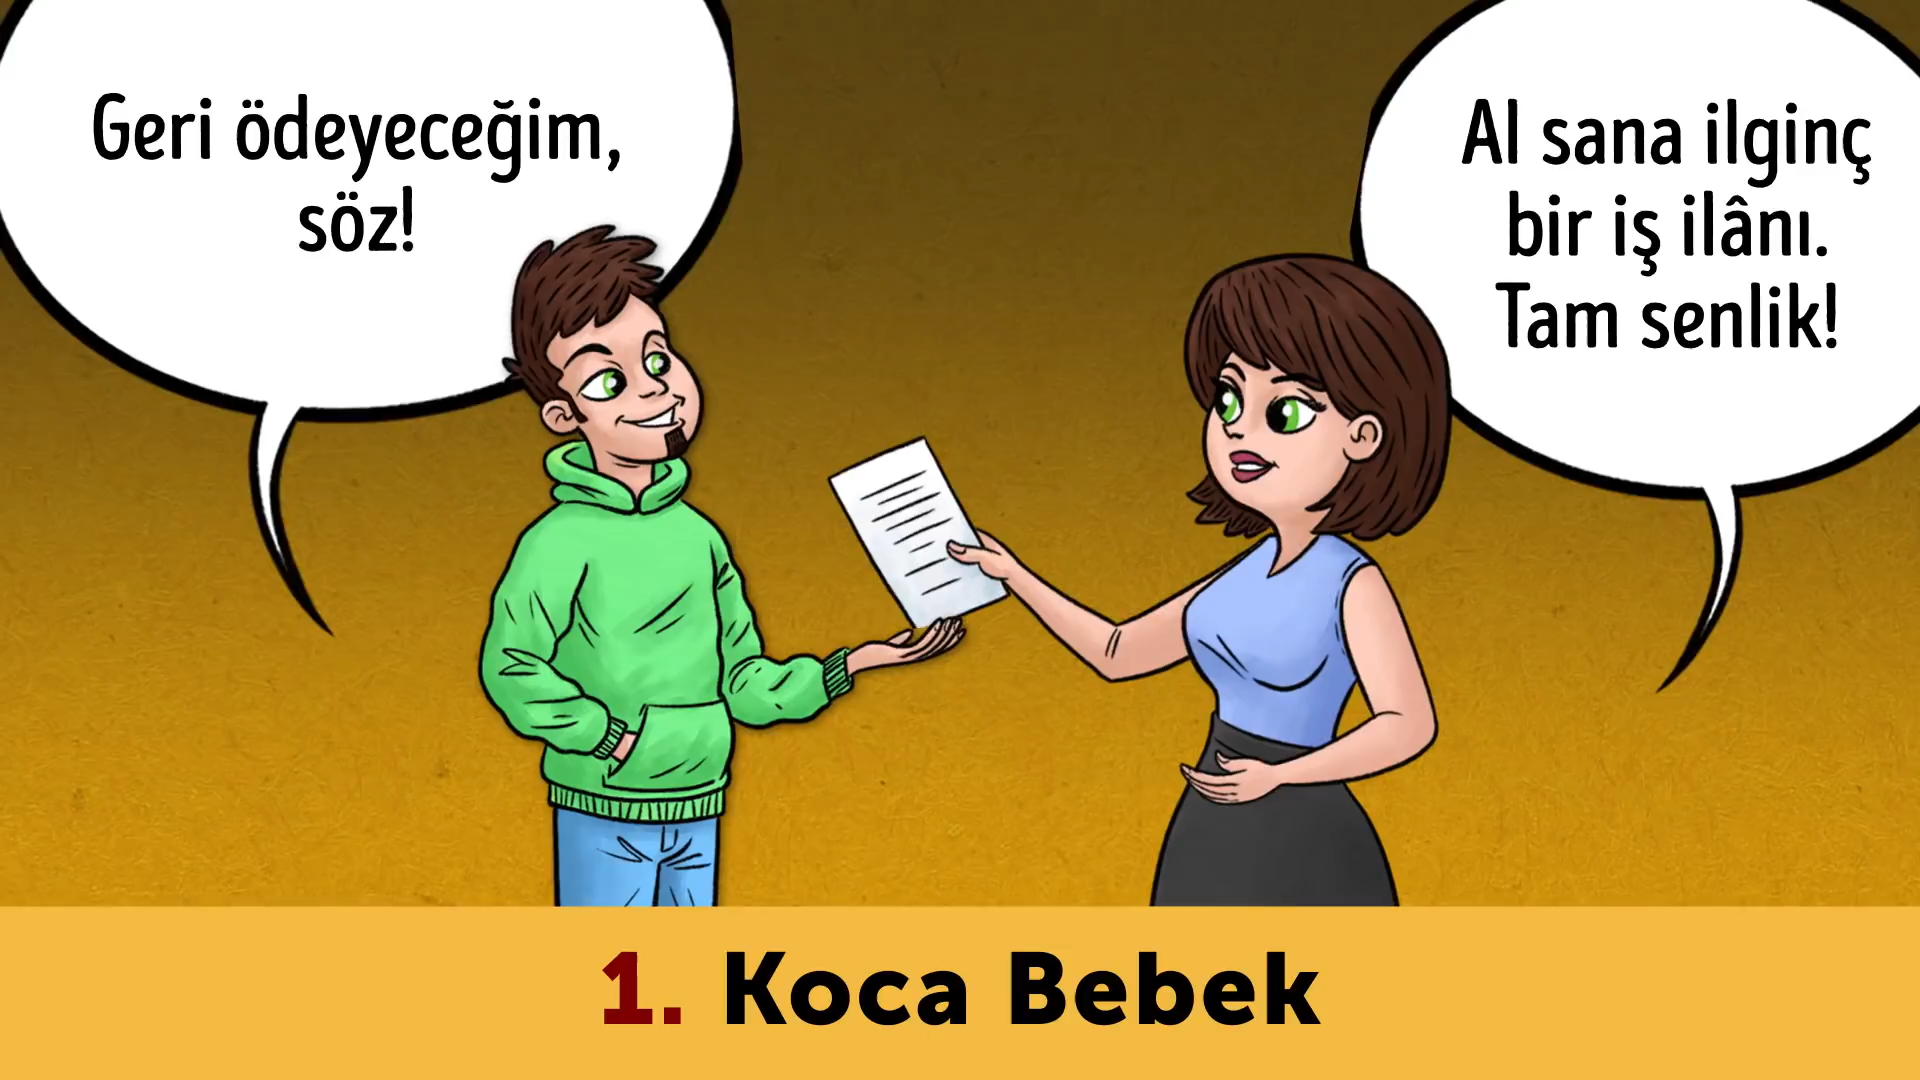 Geri ödeyeceğim,
söz!
Al sana ilginç
bir iş ilânı.
Tam senlik!
1. Koca Bebek